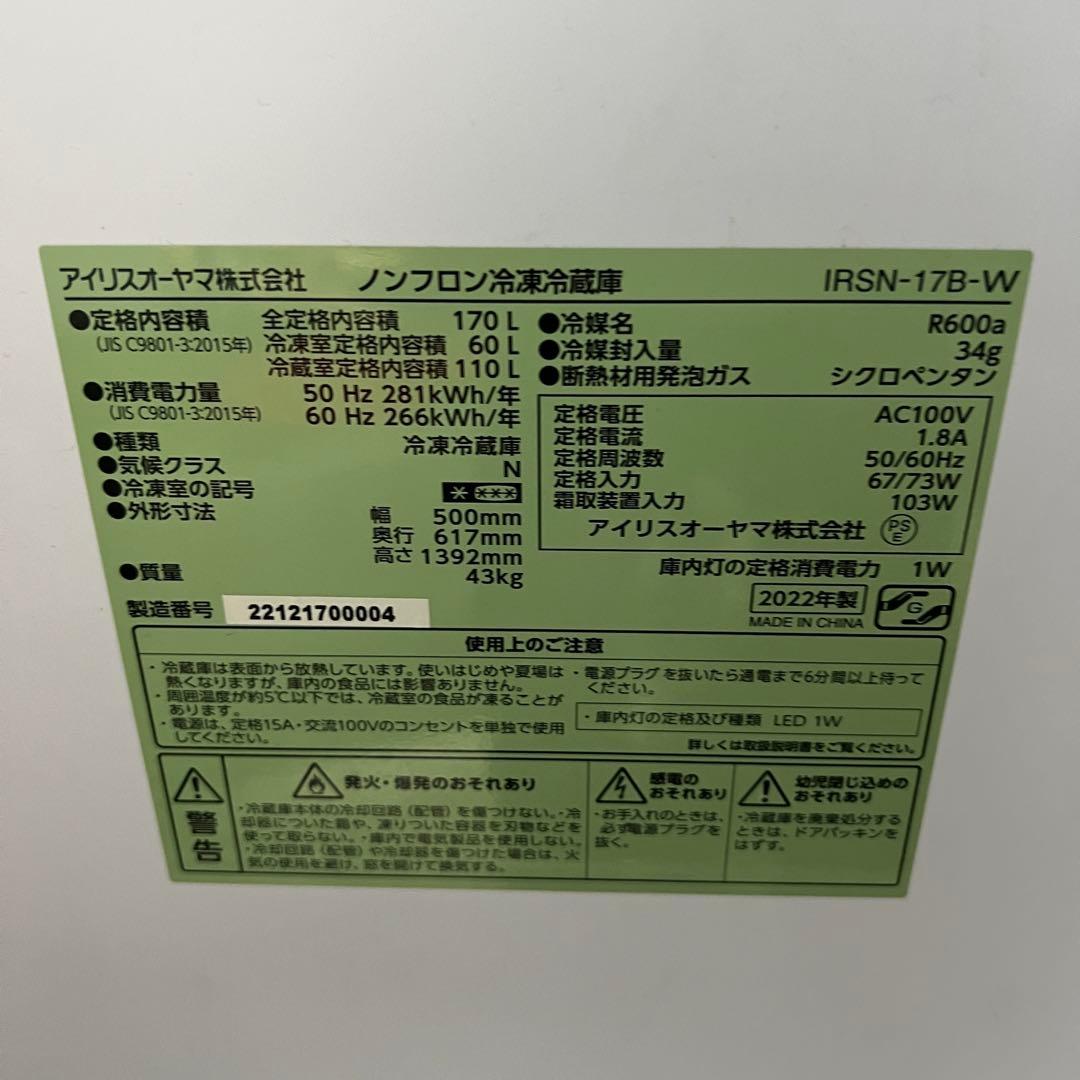 アイリスオーヤマ株式会社 ノンフロン冷凍冷蔵庫 IRSN-17B-W
●定格内容積 全定格内容積 170 L
(JIS C9801-3:2015年) 冷凍室定格内容積 60 L
冷蔵室定格内容積 110 L
●消費電力量 50 Hz 281kWh/年
(JIS C9801-3:2015年) 60 Hz 266kWh/年
●種類 冷凍冷蔵庫
●気候クラス N
●冷凍室の記号
●外形寸法 幅 500mm
奥行 617mm
高さ 1392mm
●質量 43kg
製造番号 22121700004
●冷媒名 R600a
●冷媒封入量 34g
●断熱材用発泡ガス シクロペンタン
定格電圧 AC100V
定格電流 1.8A
定格周波数 50/60Hz
定格入力 67/73W
霜取装置入力 103W
アイリスオーヤマ株式会社 PS E
庫内灯の定格消費電力 1W
2022年製
MADE IN CHINA
G
使用上のご注意
・冷蔵庫は表面から放熱しています。使いはじめや夏場は
熱くなりますが、庫内の食品には影響ありません。
・周囲温度が約5℃以下では、冷蔵室の食品が凍ることが
あります。
・電源は、定格15A・交流100Vのコンセントを単独で使用
してください。
・電源プラグを抜いたら通電まで6分間以上待って
ください。
・庫内灯の定格及び種類 LED 1W
詳しくは取扱説明書をご覧ください。
警告
発火・爆発のおそれあり
・冷蔵庫本体の冷却回路（配管）を傷つけない。・冷
却器についた霜や、凍りついた容器を刃物などを
使って取らない。・庫内で電気製品を使用しない。
・冷却回路（配管）や冷却器を傷つけた場合は、火
気の使用を避け、窓を開けて換気する。
感電の
おそれあり
・お手入れのときは、
必ず電源プラグを
抜く。
幼児閉じ込めの
おそれあり
・冷蔵庫を廃棄処分する
ときは、ドアパッキンを
はずす。